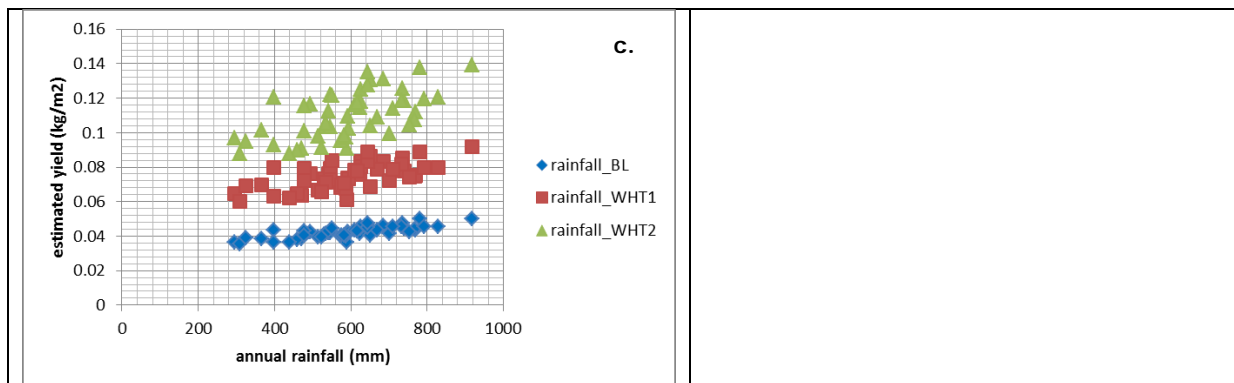 c.
estimated yield (kg/m2)
0.16
0.14
0.12
0.1
0.08
0.06
0.04
0.02
0
0 200 400 600 800 1000
annual rainfall (mm)
rainfall_BL
rainfall_WHT1
rainfall_WHT2